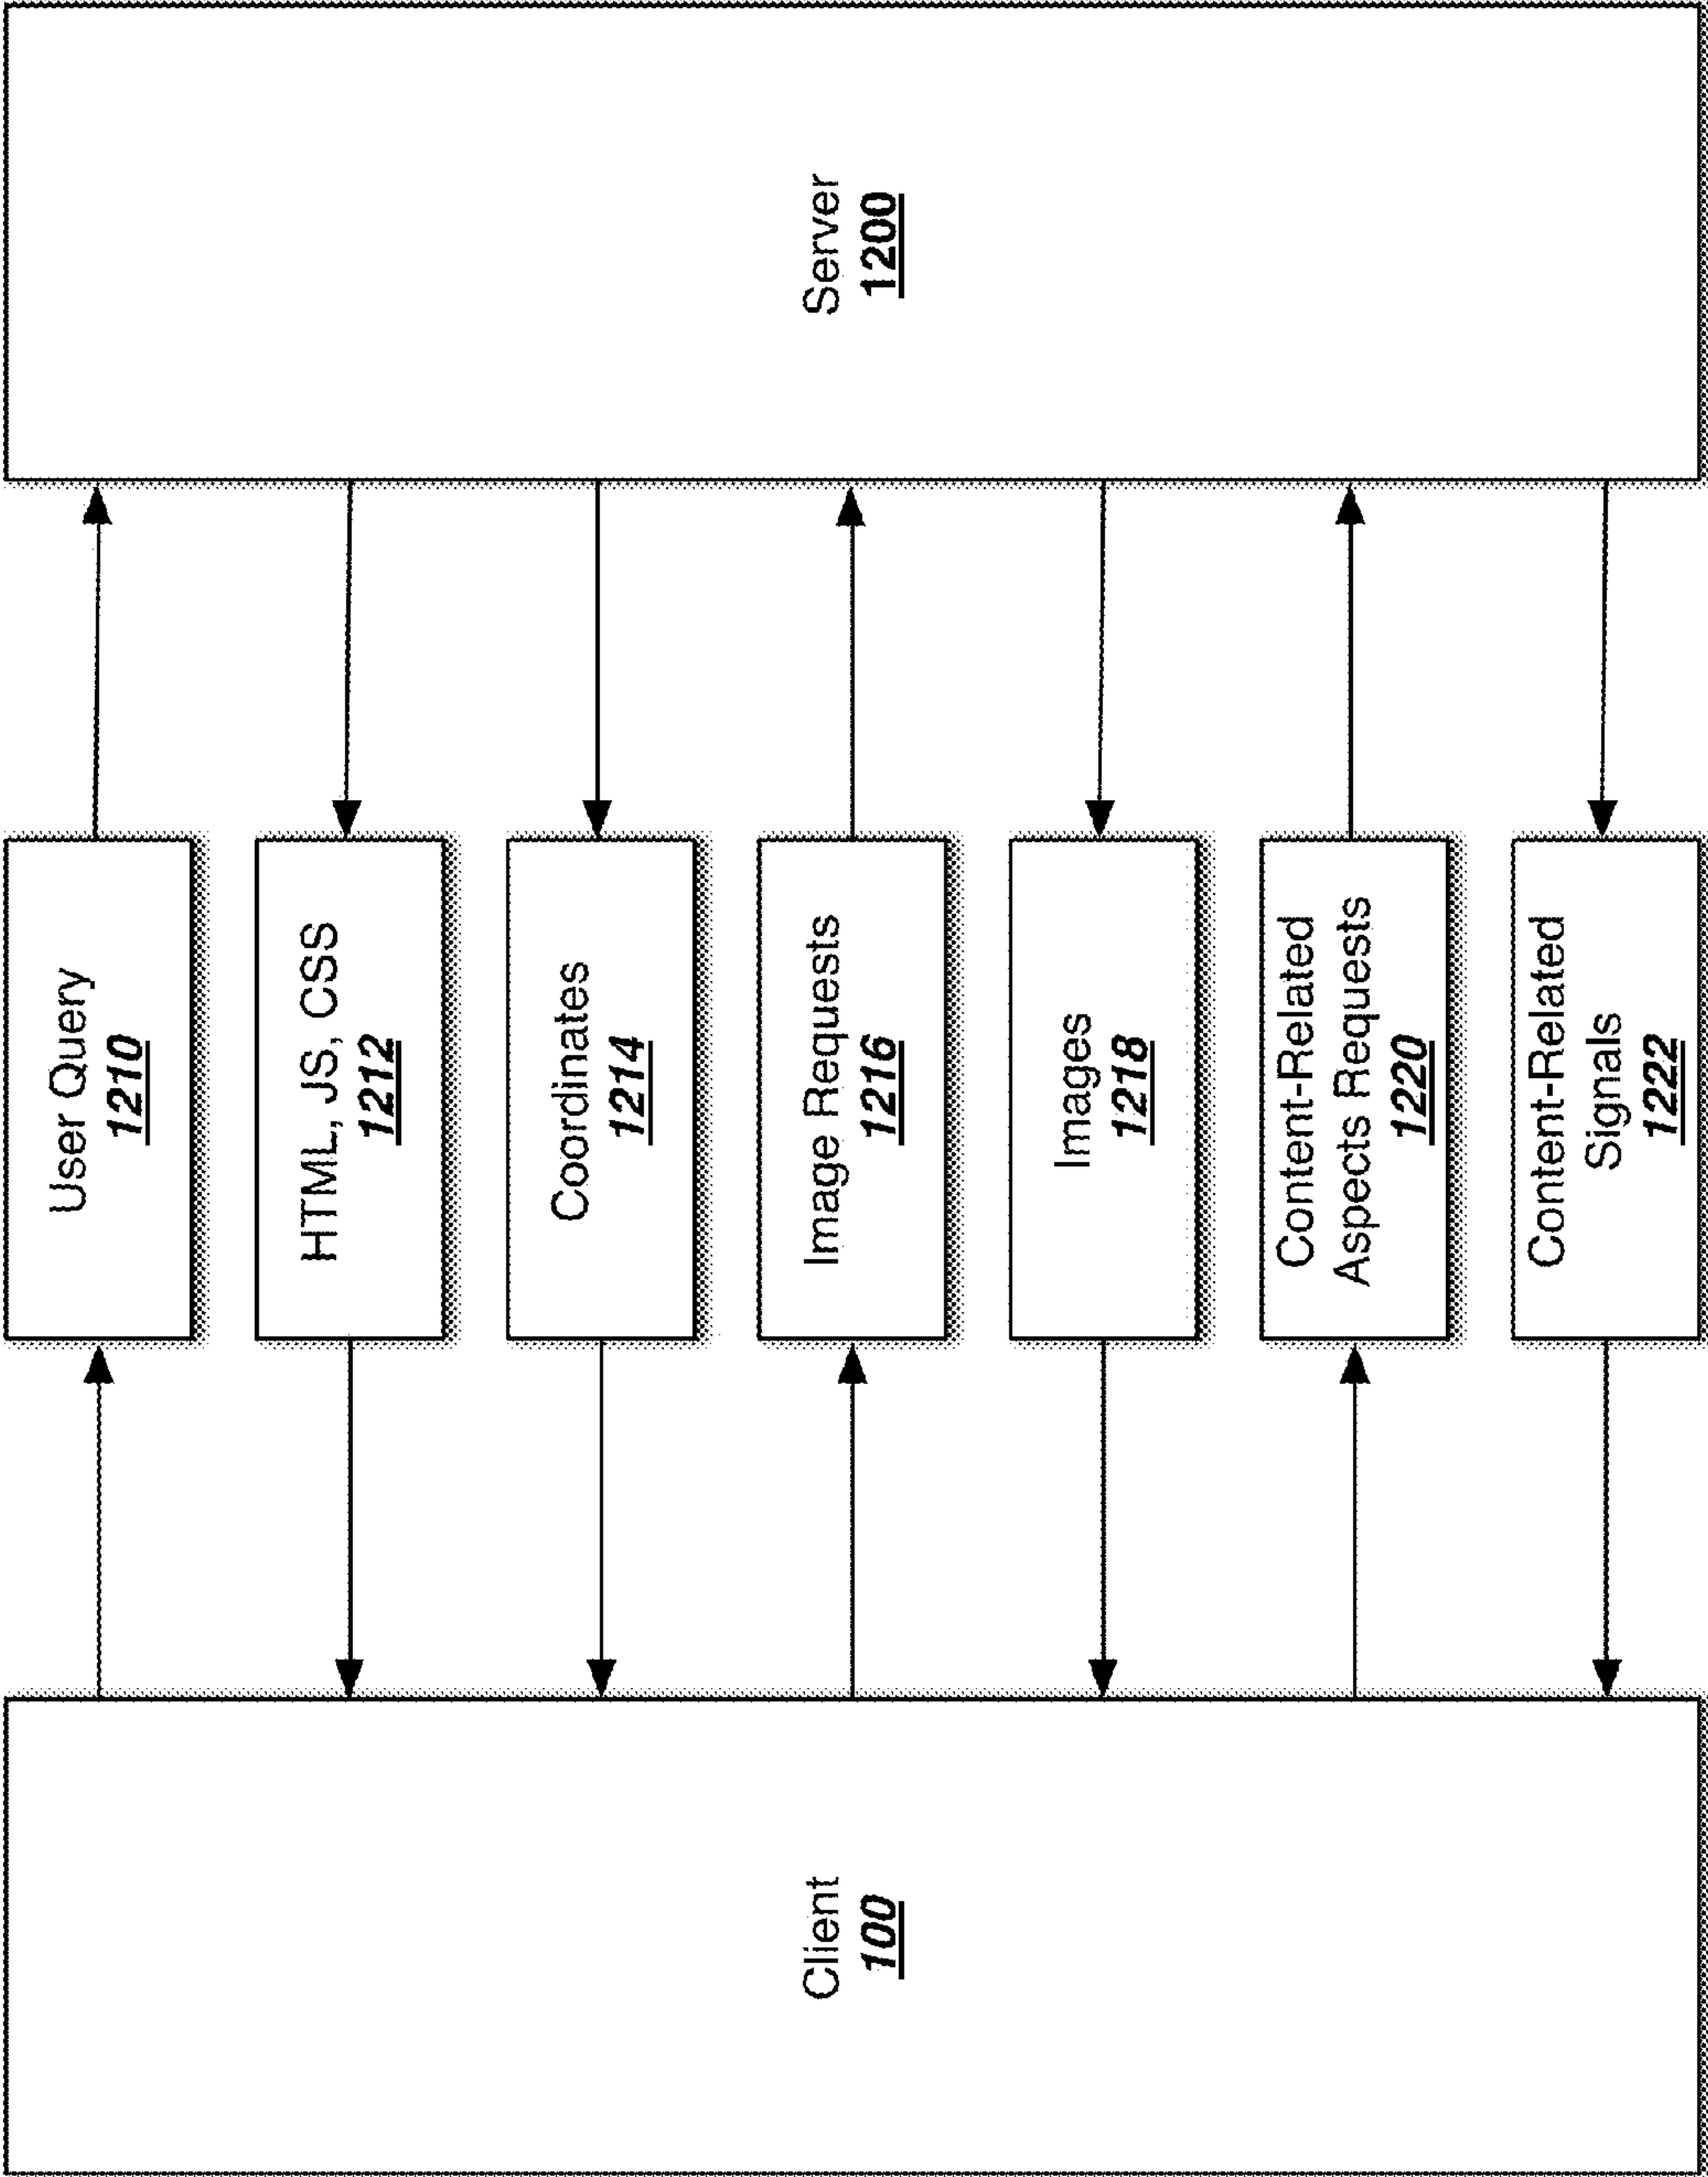 Client
100
User Query
1210
HTML, JS, CSS
1212
Coordinates
1214
Image Requests
1216
Images
1218
Content-Related
Aspects Requests
1220
Content-Related
Signals
1222
Server
1200